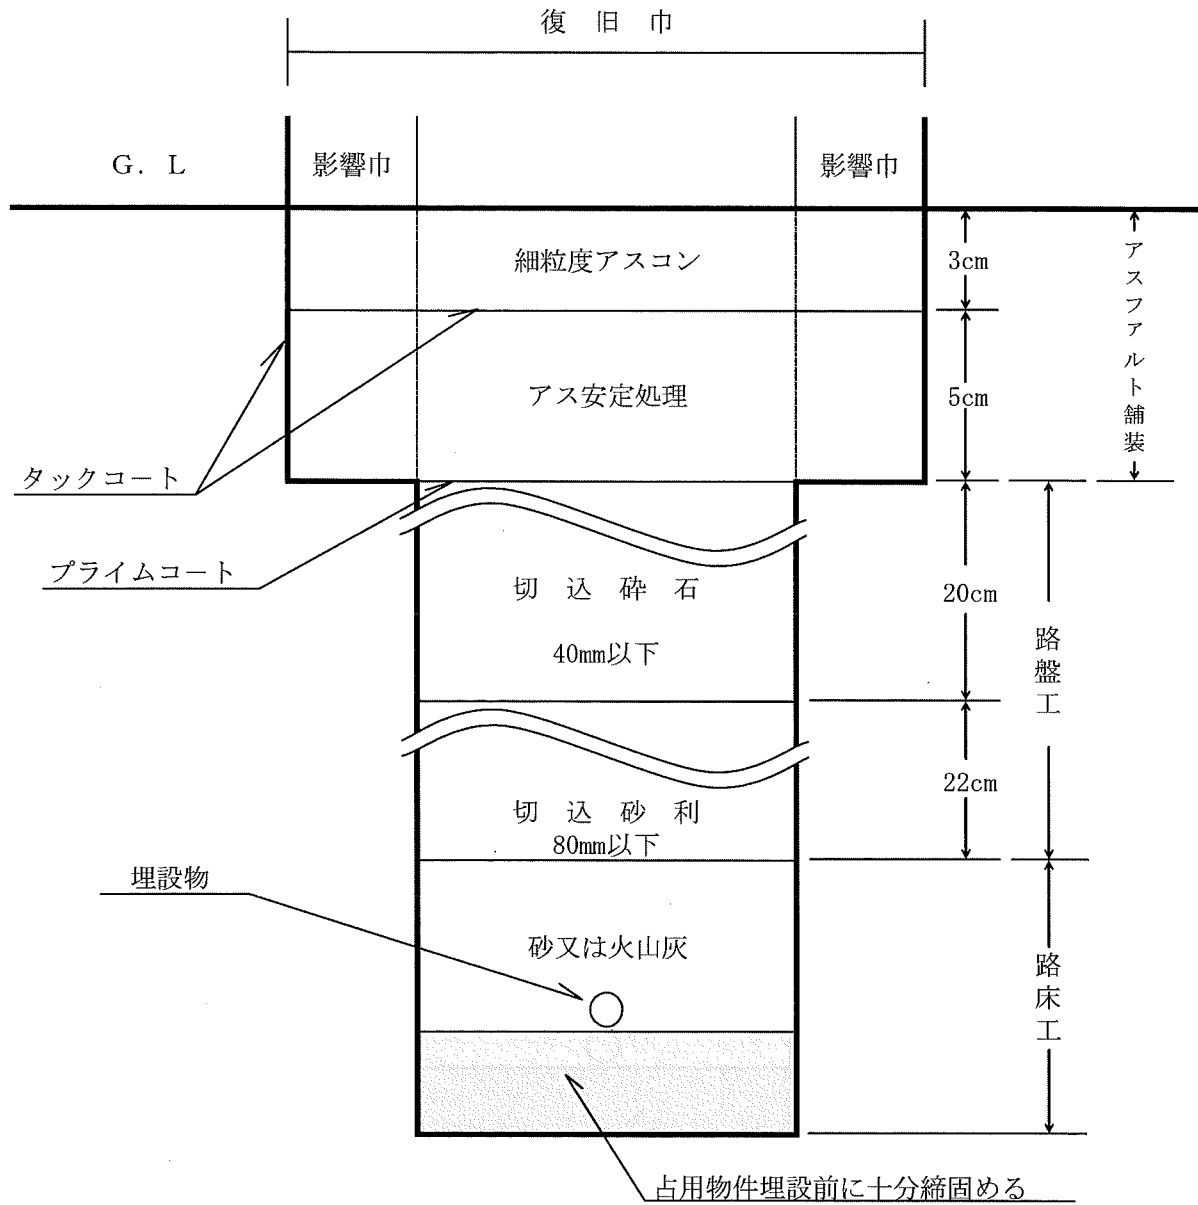 復旧巾
G. L
影響巾
影響巾
細粒度アスコン
3cm
アスファルト舗装
アス安定処理
5cm
タックコート
プライムコート
切込砕石
40mm以下
20cm
路盤工
22cm
切込砂利
80mm以下
埋設物
砂又は火山灰
路床工
占用物件埋設前に十分締固める